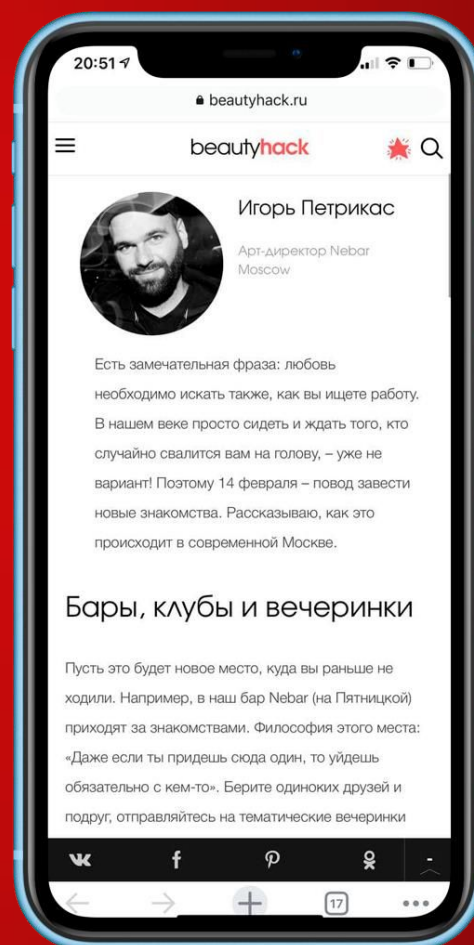 20:51
beautyhack.ru
beautyhack
Игорь Петрикас
Арт-директор Nebar
Moscow
Есть замечательная фраза: любовь
необходимо искать также, как вы ищете работу.
В нашем веке просто сидеть и ждать того, кто
случайно свалится вам на голову, – уже не
вариант! Поэтому 14 февраля – повод завести
новые знакомства. Рассказываю, как это
происходит в современной Москве.
Бары, клубы и вечеринки
Пусть это будет новое место, куда вы раньше не
ходили. Например, в наш бар Nebar (на Пятницкой)
приходят за знакомствами. Философия этого места:
«Даже если ты придешь сюда один, то уйдешь
обязательно с кем-то». Берите одиноких друзей и
подруг, отправляйтесь на тематические вечеринки
17